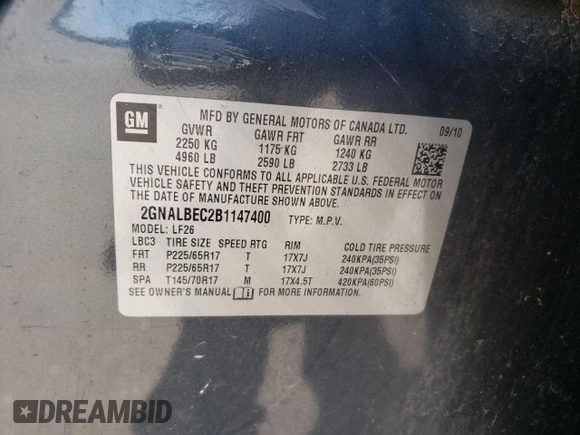 GM
MFD BY GENERAL MOTORS OF CANADA LTD. 09/10
GVWR GAWR FRT GAWR RR
2250 KG 1175 KG 1240 KG
4960 LB 2590 LB 2733 LB
THIS VEHICLE CONFORMS TO ALL APPLICABLE U.S. FEDERAL MOTOR
VEHICLE SAFETY AND THEFT PREVENTION STANDARDS IN EFFECT ON
THE DATE OF MANUFACTURE SHOWN ABOVE.
2GNALBEC2B1147400 TYPE: M.P.V.
MODEL: LF26
LBC3 TIRE SIZE SPEED RTG RIM COLD TIRE PRESSURE
FRT P225/65R17 T 17X7J 240KPA(35PSI)
RR P225/65R17 T 17X7J 240KPA(35PSI)
SPA T145/70R17 M 17X4.5T 420KPA(60PSI)
SEE OWNER'S MANUAL FOR MORE INFORMATION.
DREAMBID